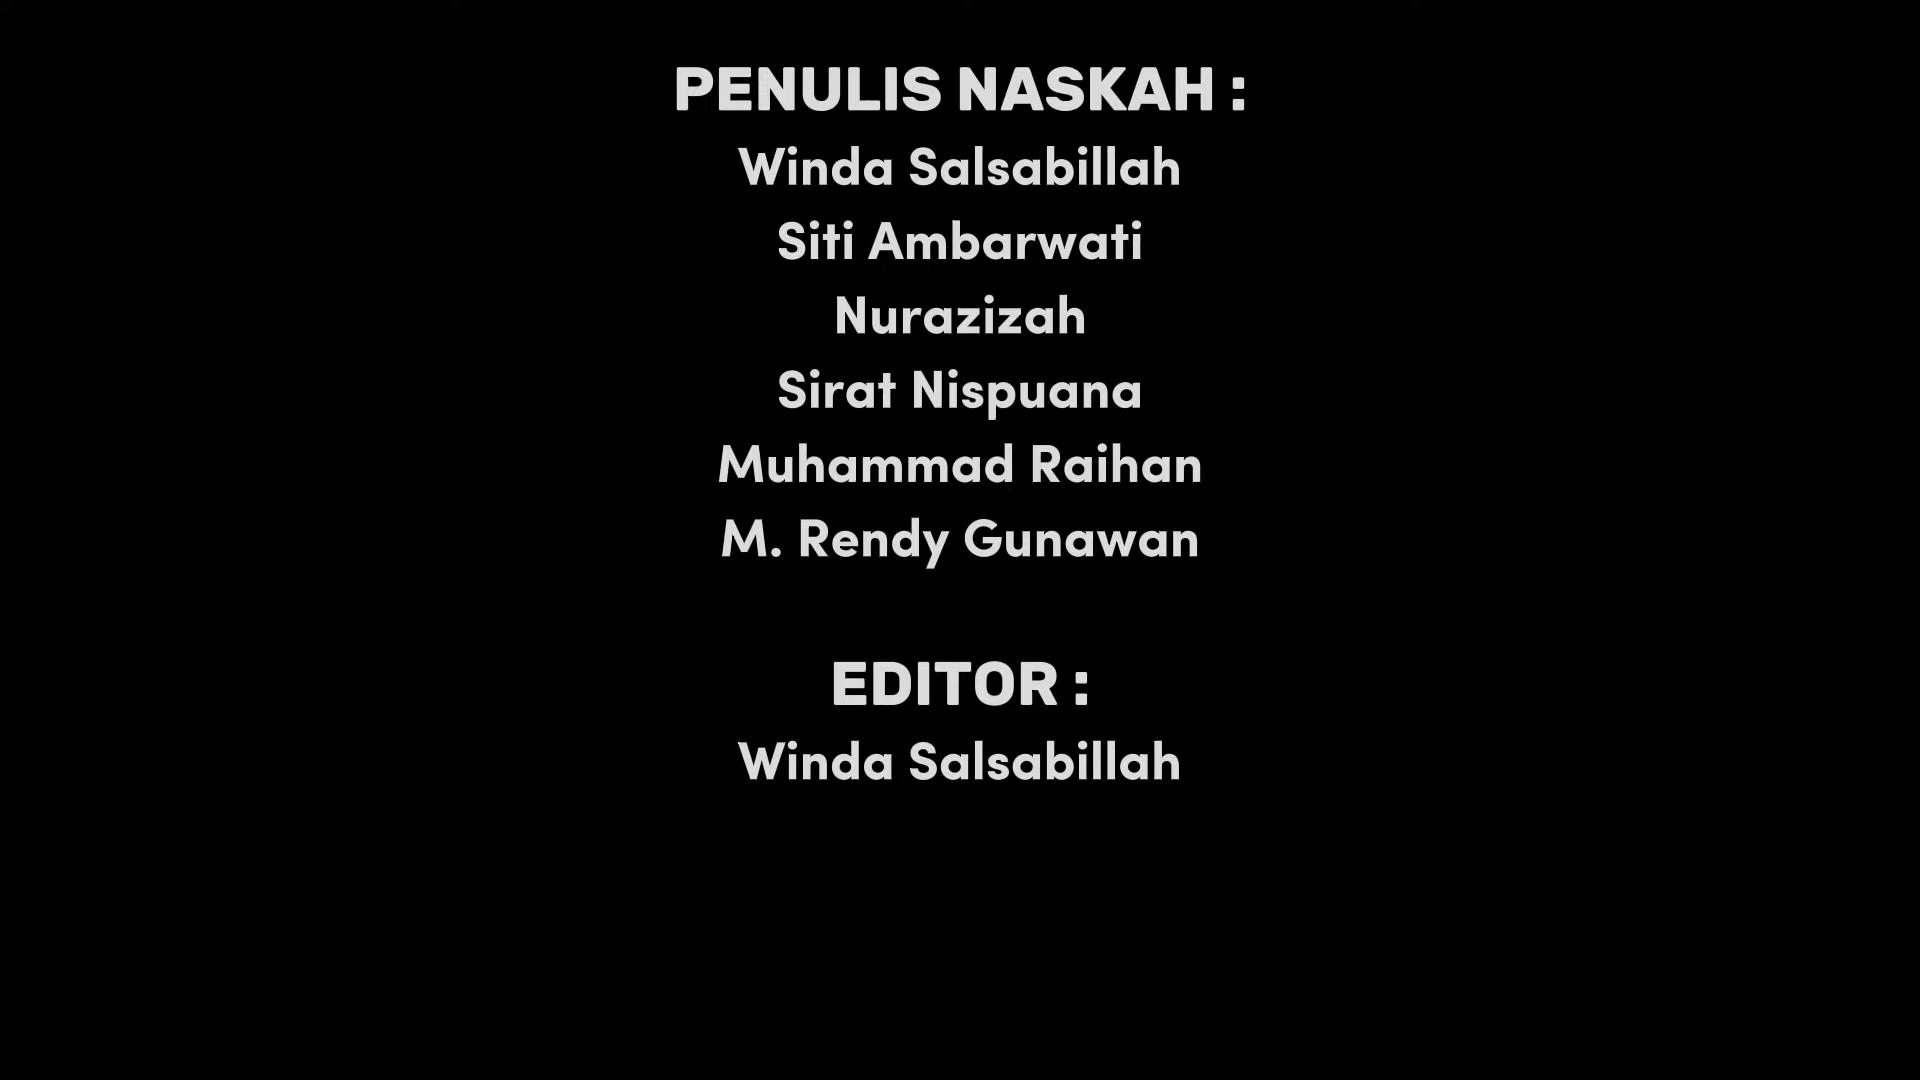 PENULIS NASKAH :
Winda Salsabillah
Siti Ambarwati
Nurazizah
Sirat Nispuana
Muhammad Raihan
M. Rendy Gunawan
EDITOR :
Winda Salsabillah